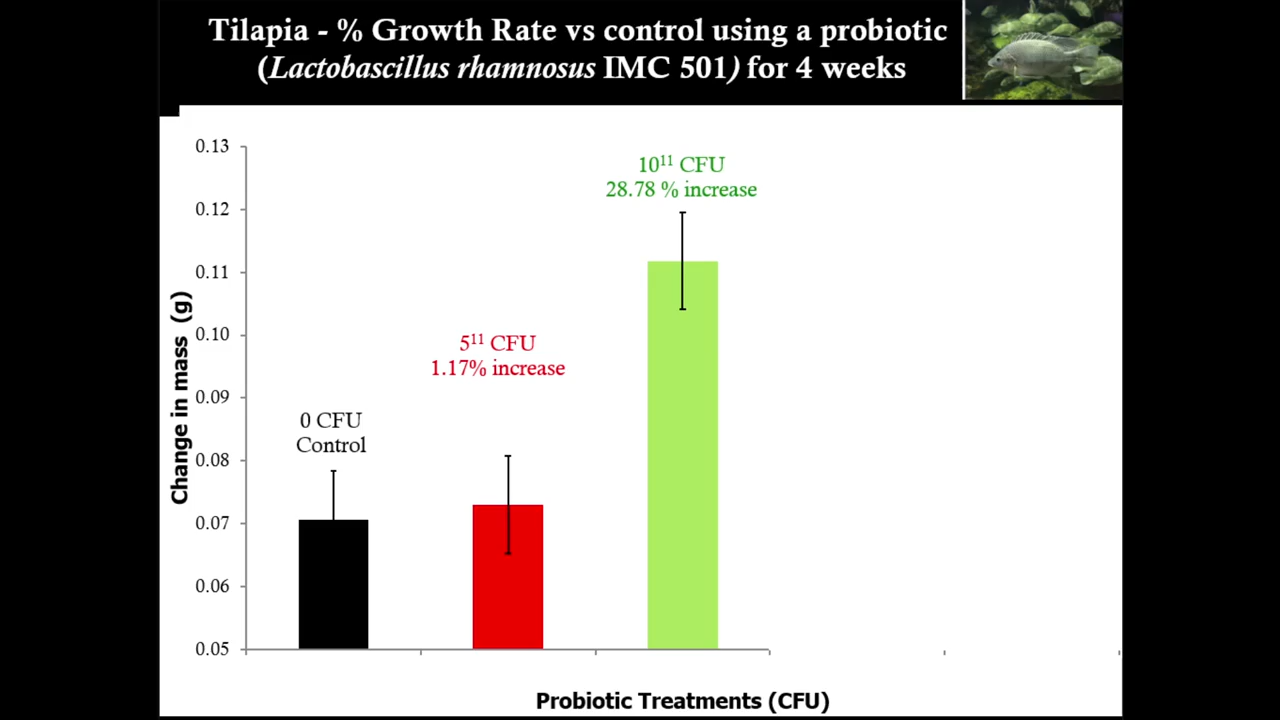 Tilapia - % Growth Rate vs control using a probiotic
(Lactobascillus rhamnosus IMC 501) for 4 weeks
0.13
10¹¹ CFU
28.78 % increase
0.12
0.11
0.10
5¹¹ CFU
1.17% increase
0.09
0 CFU
Control
0.08
0.07
0.06
0.05
Change in mass (g)
Probiotic Treatments (CFU)